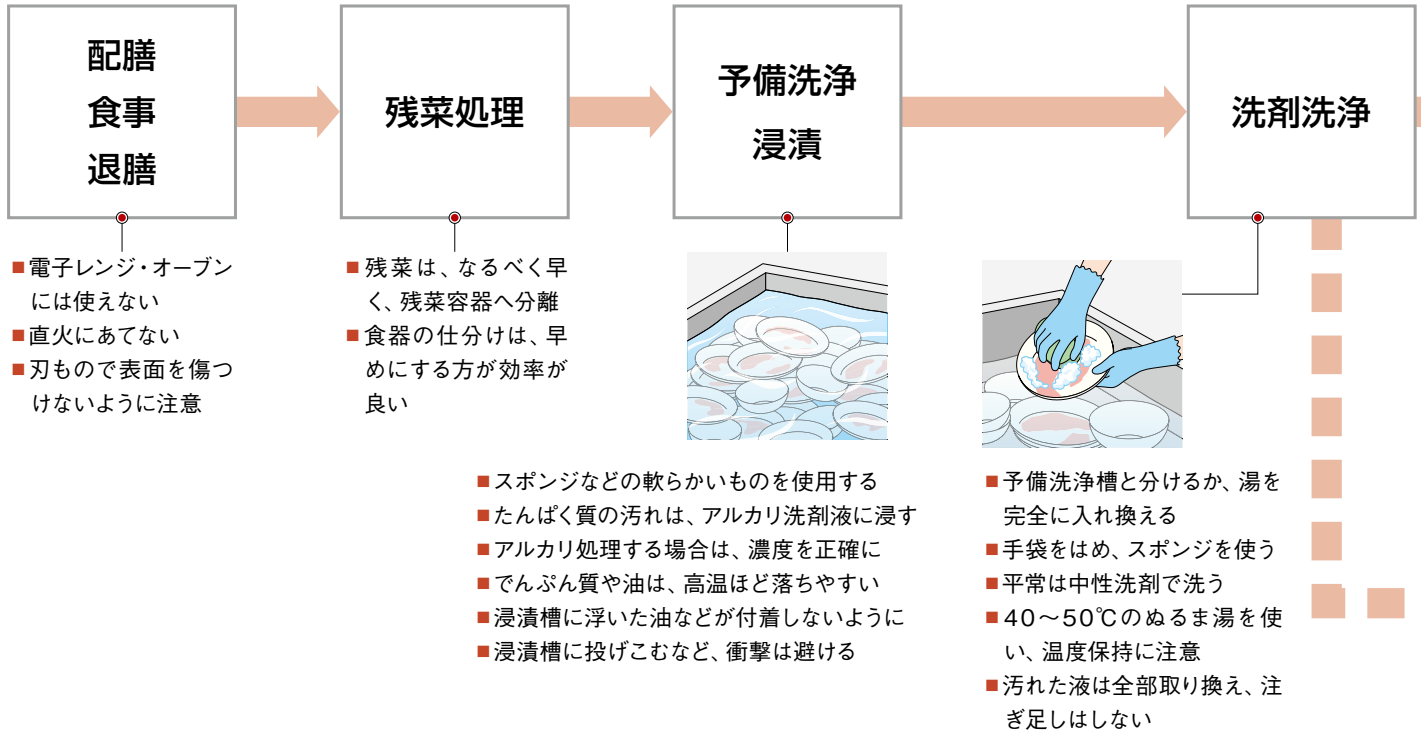 配膳
食事
退膳
■電子レンジ・オーブン
には使えない
■直火にあてない
■刃もので表面を傷つ
けないように注意
残菜処理
■残菜は、なるべく早
く、残菜容器へ分離
■食器の仕分けは、早
めにする方が効率が
良い
予備洗浄
浸漬
■スポンジなどの軟らかいものを使用する
■たんぱく質の汚れは、アルカリ洗剤液に浸す
■アルカリ処理する場合は、濃度を正確に
■でんぷん質や油は、高温ほど落ちやすい
■浸漬槽に浮いた油などが付着しないように
■浸漬槽に投げこむなど、衝撃は避ける
洗剤洗浄
■予備洗浄槽と分けるか、湯を
完全に入れ換える
■手袋をはめ、スポンジを使う
■平常は中性洗剤で洗う
■40～50℃のぬるま湯を使
い、温度保持に注意
■汚れた液は全部取り換え、注
ぎ足しはしない